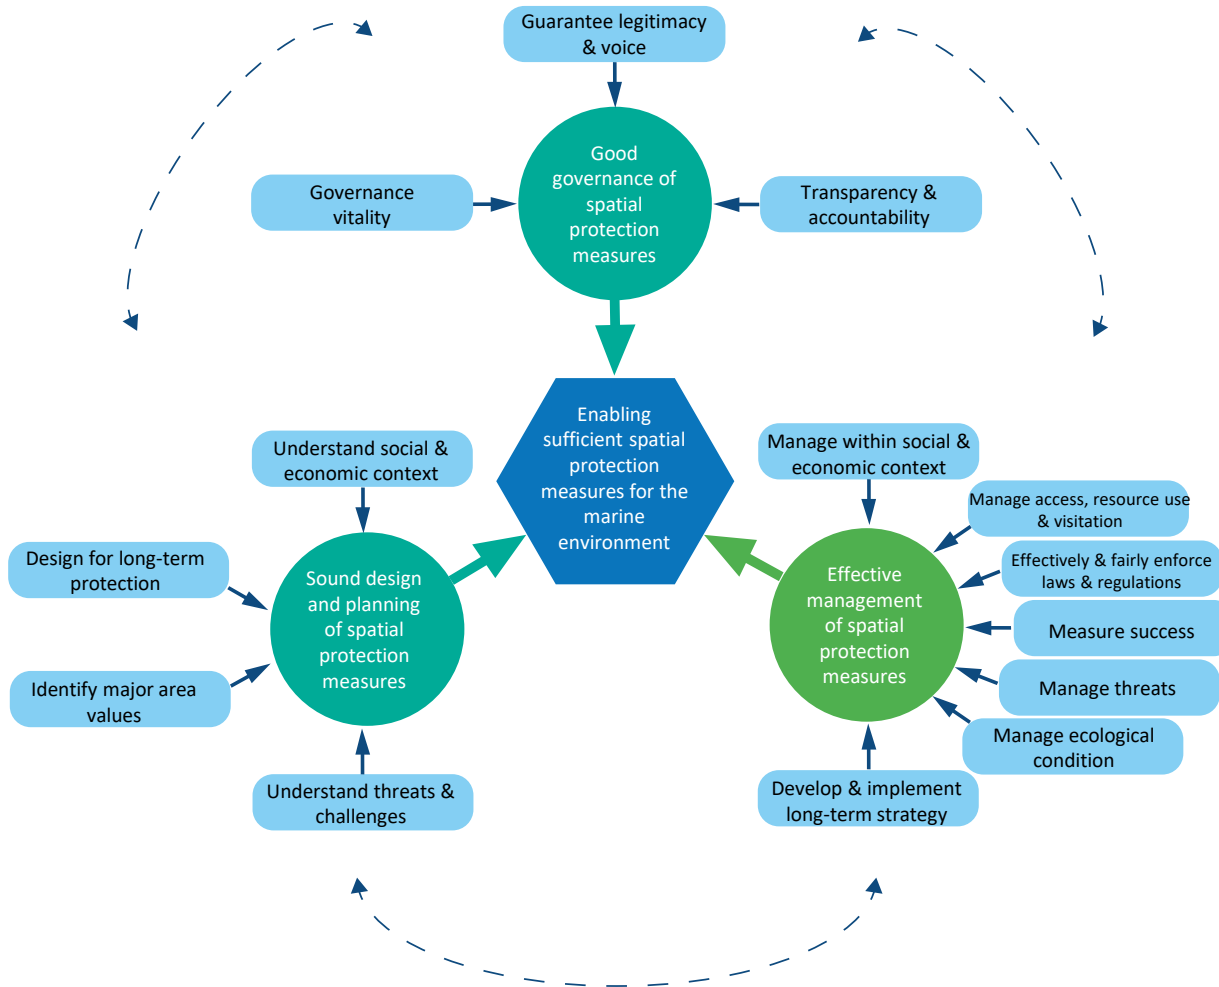 Guarantee legitimacy
& voice
Good
governance of
spatial
protection
measures
Governance
vitality
Transparency &
accountability
Enabling
sufficient spatial
protection
measures for the
marine
environment
Understand social &
economic context
Design for long-term
protection
Sound design
and planning
of spatial
protection
measures
Identify major area
values
Understand threats &
challenges
Manage within social &
economic context
Manage access, resource use
& visitation
Effectively & fairly enforce
laws & regulations
Effective
management
of spatial
protection
measures
Measure success
Manage threats
Manage ecological
condition
Develop & implement
long-term strategy